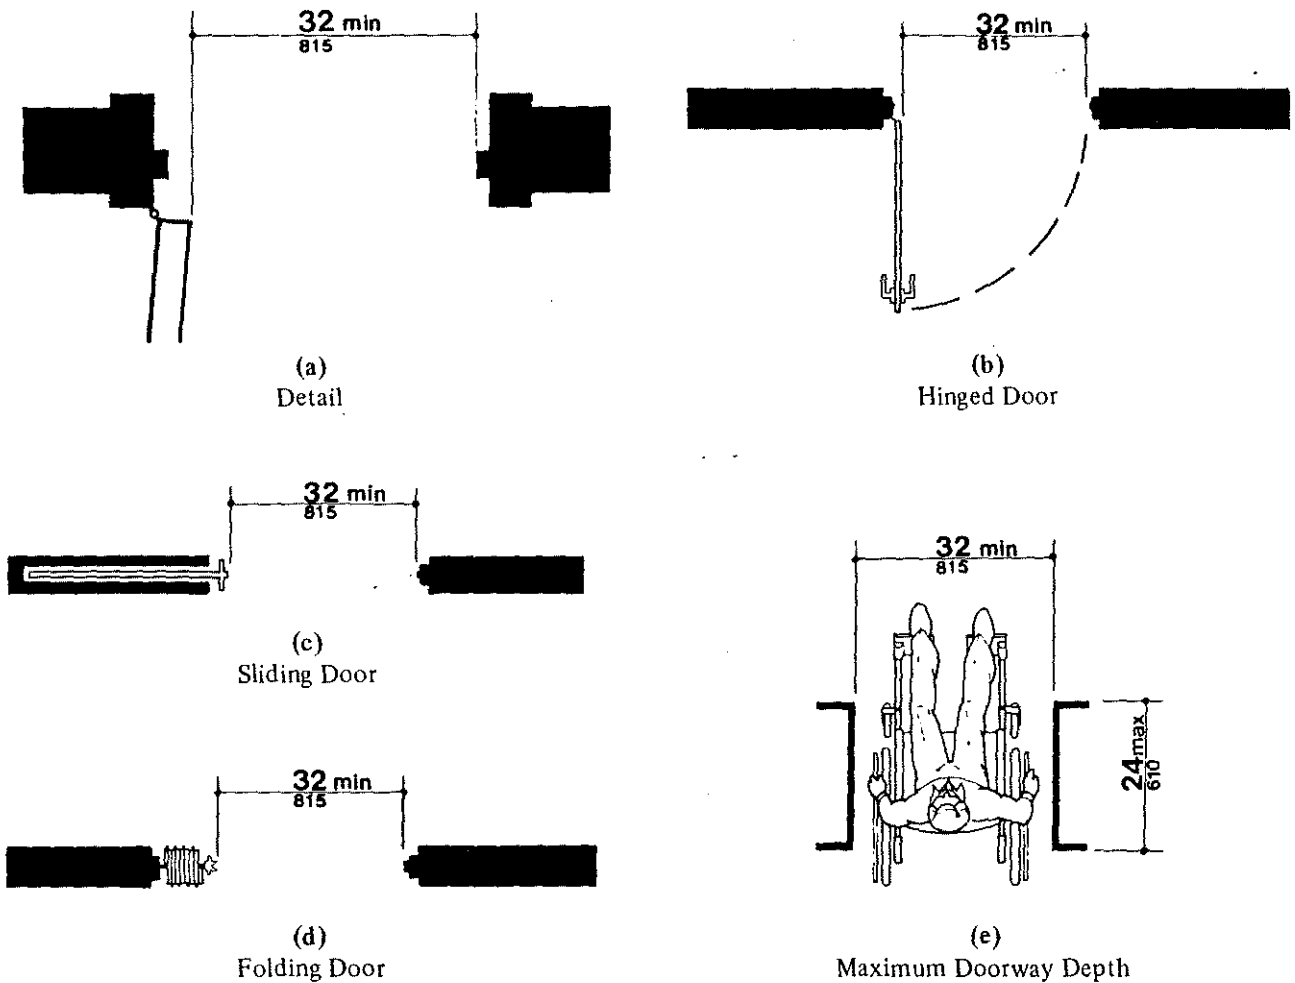 32 min
815
(a)
Detail
32 min
815
(b)
Hinged Door
32 min
815
(c)
Sliding Door
32 min
815
(d)
Folding Door
32 min
815
24 max
610
(e)
Maximum Doorway Depth